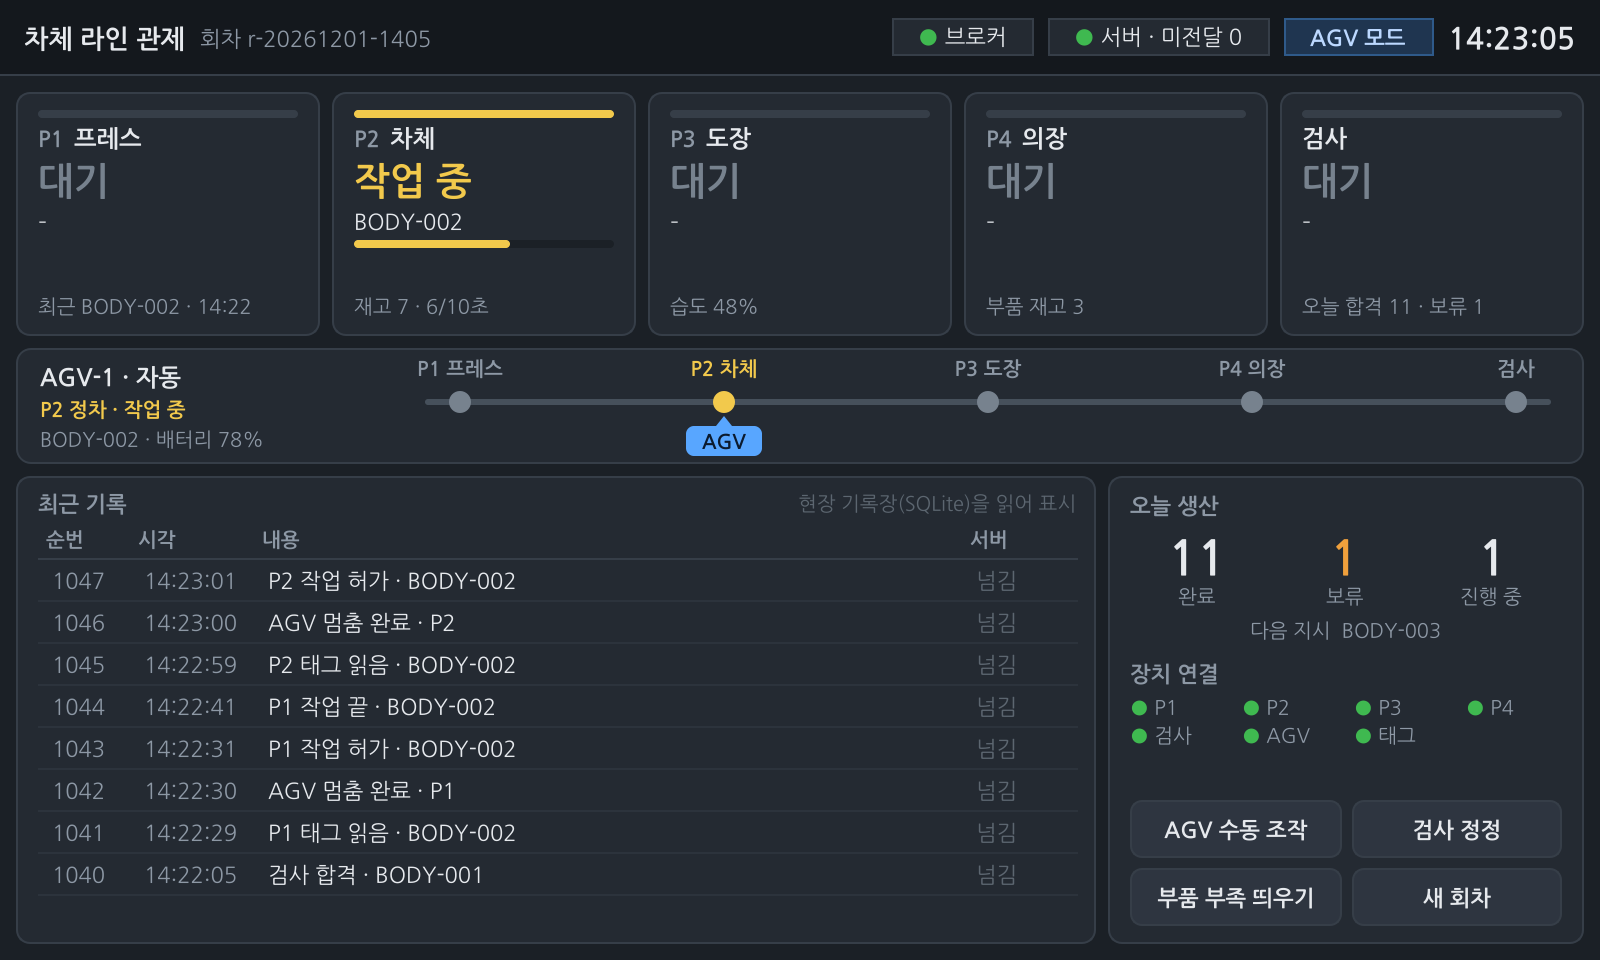 차체 라인 관제 회차 r-20261201-1405 브로커 서버 · 미전달 0 AGV 모드 14:23:05
P1 프레스
대기
-
최근 BODY-002 · 14:22
P2 차체
작업 중
BODY-002
재고 7 · 6/10초
P3 도장
대기
-
습도 48%
P4 의장
대기
-
부품 재고 3
검사
대기
-
오늘 합격 11 · 보류 1
AGV-1 · 자동
P2 정차 · 작업 중
BODY-002 · 배터리 78%
P1 프레스 P2 차체 P3 도장 P4 의장 검사
AGV
최근 기록 현장 기록장(SQLite)을 읽어 표시
순번 시각 내용 서버
1047 14:23:01 P2 작업 허가 · BODY-002 넘김
1046 14:23:00 AGV 멈춤 완료 · P2 넘김
1045 14:22:59 P2 태그 읽음 · BODY-002 넘김
1044 14:22:41 P1 작업 끝 · BODY-002 넘김
1043 14:22:31 P1 작업 허가 · BODY-002 넘김
1042 14:22:30 AGV 멈춤 완료 · P1 넘김
1041 14:22:29 P1 태그 읽음 · BODY-002 넘김
1040 14:22:05 검사 합격 · BODY-001 넘김
오늘 생산
11 1 1
완료 보류 진행 중
다음 지시 BODY-003
장치 연결
P1 P2 P3 P4
검사 AGV 태그
AGV 수동 조작 검사 정정
부품 부족 띄우기 새 회차